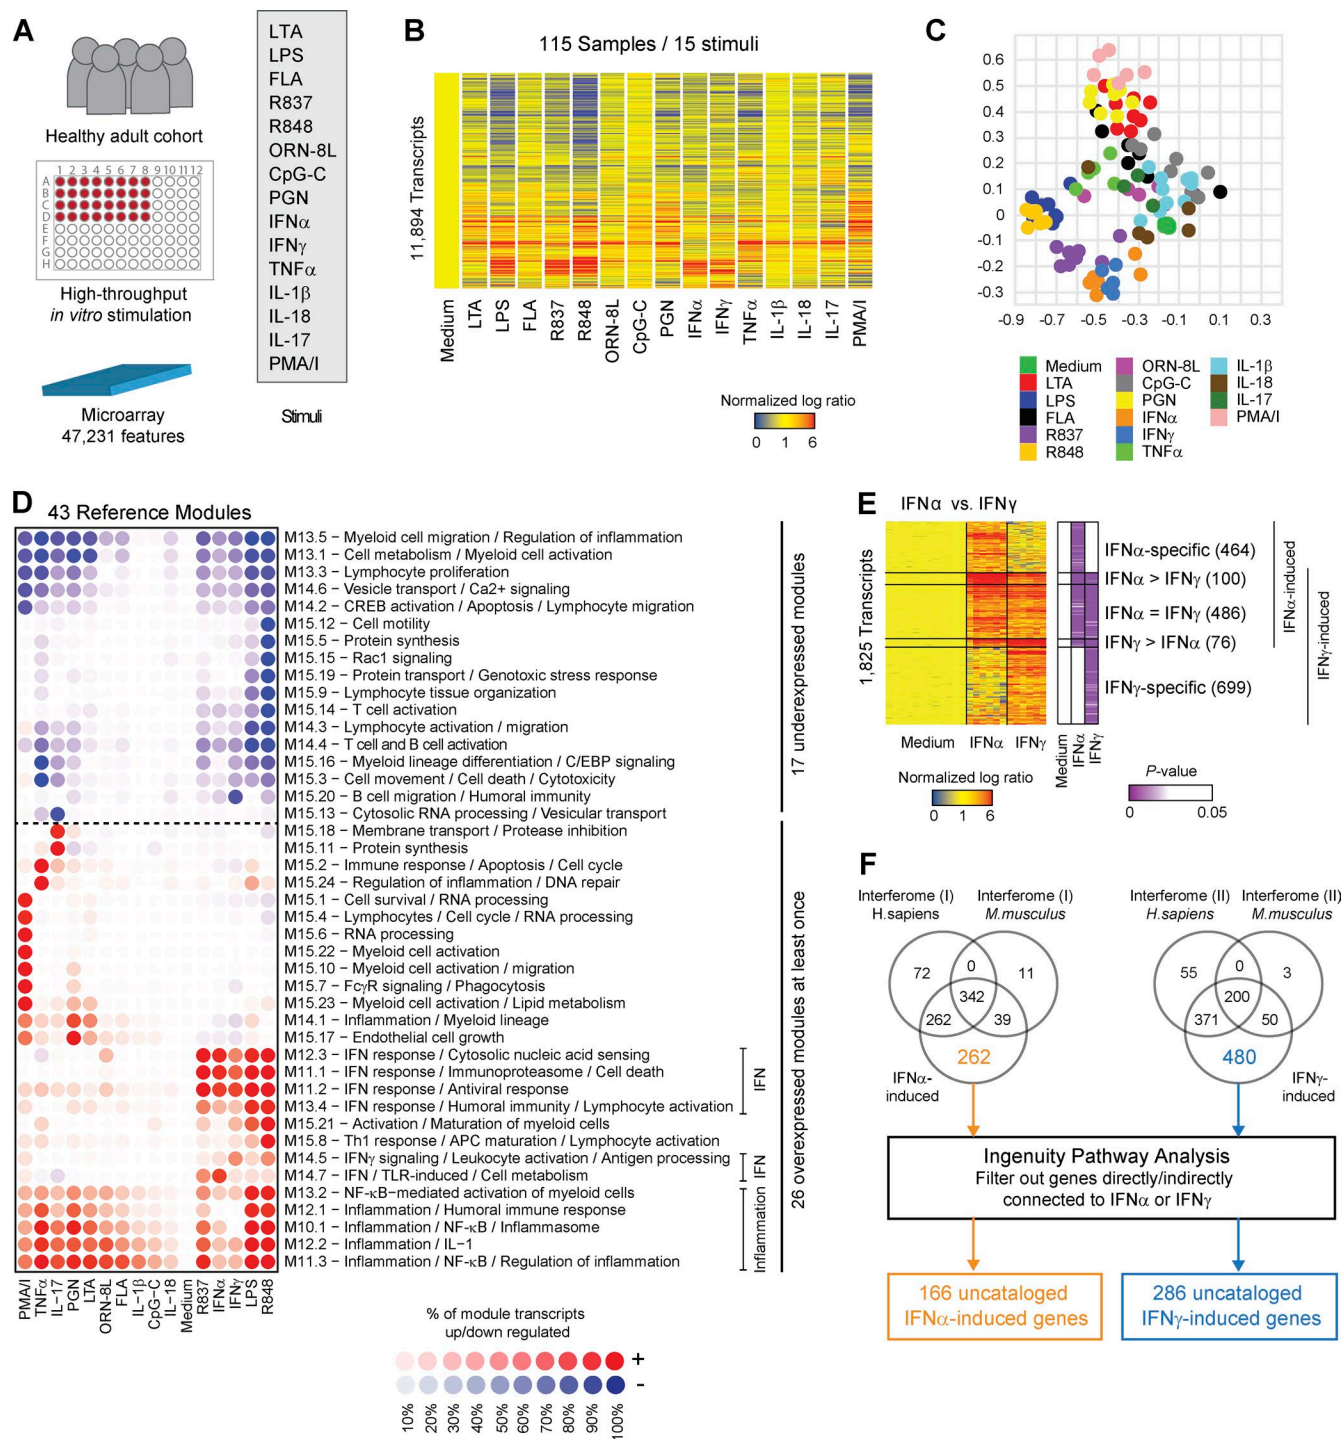 A
Healthy adult cohort
1 2 3 4 5 6 7 8 9 10 11 12
A
B
C
D
E
F
G
H
High-throughput
in vitro stimulation
Microarray
47,231 features
LTA
LPS
FLA
R837
R848
ORN-8L
CpG-C
PGN
IFNα
IFNγ
TNFα
IL-1β
IL-18
IL-17
PMA/I
Stimuli
B
115 Samples / 15 stimuli
11,894 Transcripts
Medium
LTA
LPS
FLA
R837
R848
ORN-8L
CpG-C
PGN
IFNα
IFNγ
TNFα
IL-1β
IL-18
IL-17
PMA/I
Normalized log ratio
0 1 6
C
0.6
0.5
0.4
0.3
0.2
0.1
0
-0.1
-0.2
-0.3
-0.9 -0.7 -0.5 -0.3 -0.1 0.1 0.3
Medium
LTA
LPS
FLA
R837
R848
ORN-8L
CpG-C
PGN
IFNα
IFNγ
TNFα
IL-1β
IL-18
IL-17
PMA/I
D
43 Reference Modules
M13.5 – Myeloid cell migration / Regulation of inflammation
M13.1 – Cell metabolism / Myeloid cell activation
M13.3 – Lymphocyte proliferation
M14.6 – Vesicle transport / Ca2+ signaling
M14.2 – CREB activation / Apoptosis / Lymphocyte migration
M15.12 – Cell motility
M15.5 – Protein synthesis
M15.15 – Rac1 signaling
M15.19 – Protein transport / Genotoxic stress response
M15.9 – Lymphocyte tissue organization
M15.14 – T cell activation
M14.3 – Lymphocyte activation / migration
M14.4 – T cell and B cell activation
M15.16 – Myeloid lineage differentiation / C/EBP signaling
M15.3 – Cell movement / Cell death / Cytotoxicity
M15.20 – B cell migration / Humoral immunity
M15.13 – Cytosolic RNA processing / Vesicular transport
M15.18 – Membrane transport / Protease inhibition
M15.11 – Protein synthesis
M15.2 – Immune response / Apoptosis / Cell cycle
M15.24 – Regulation of inflammation / DNA repair
M15.1 – Cell survival / RNA processing
M15.4 – Lymphocytes / Cell cycle / RNA processing
M15.6 – RNA processing
M15.22 – Myeloid cell activation
M15.10 – Myeloid cell activation / migration
M15.7 – FcγR signaling / Phagocytosis
M15.23 – Myeloid cell activation / Lipid metabolism
M14.1 – Inflammation / Myeloid lineage
M15.17 – Endothelial cell growth
M12.3 – IFN response / Cytosolic nucleic acid sensing
M11.1 – IFN response / Immunoproteasome / Cell death
M11.2 – IFN response / Antiviral response
M13.4 – IFN response / Humoral immunity / Lymphocyte activation
M15.21 – Activation / Maturation of myeloid cells
M15.8 – Th1 response / APC maturation / Lymphocyte activation
M14.5 – IFNγ signaling / Leukocyte activation / Antigen processing
M14.7 – IFN / TLR-induced / Cell metabolism
M13.2 – NF-κB–mediated activation of myeloid cells
M12.1 – Inflammation / Humoral immune response
M10.1 – Inflammation / NF-κB / Inflammasome
M12.2 – Inflammation / IL–1
M11.3 – Inflammation / NF-κB / Regulation of inflammation
IFN
IFN
Inflammation
17 underexpressed modules
26 overexpressed modules at least once
PMA/I
TNFα
IL–17
PGN
LTA
ORN-8L
FLA
IL–1β
CpG–C
IL–18
Medium
R837
IFNα
IFNγ
LPS
R848
% of module transcripts
up/down regulated
+
-
10% 20% 30% 40% 50% 60% 70% 80% 90% 100%
E
IFNα vs. IFNγ
1,825 Transcripts
IFNα-specific (464)
IFNα > IFNγ (100)
IFNα = IFNγ (486)
IFNγ > IFNα (76)
IFNγ-specific (699)
IFNα-induced
IFNγ-induced
Medium IFNα IFNγ
Medium
IFNα
IFNγ
Normalized log ratio
0 1 6
P-value
0 0.05
F
Interferome (I)
H.sapiens
Interferome (I)
M.musculus
72 0 11
342
262 39
262
IFNα-
induced
Interferome (II)
H.sapiens
Interferome (II)
M.musculus
55 0 3
200
371 50
480
IFNγ-
induced
Ingenuity Pathway Analysis
Filter out genes directly/indirectly
connected to IFNα or IFNγ
166 uncataloged
IFNα-induced genes
286 uncataloged
IFNγ-induced genes